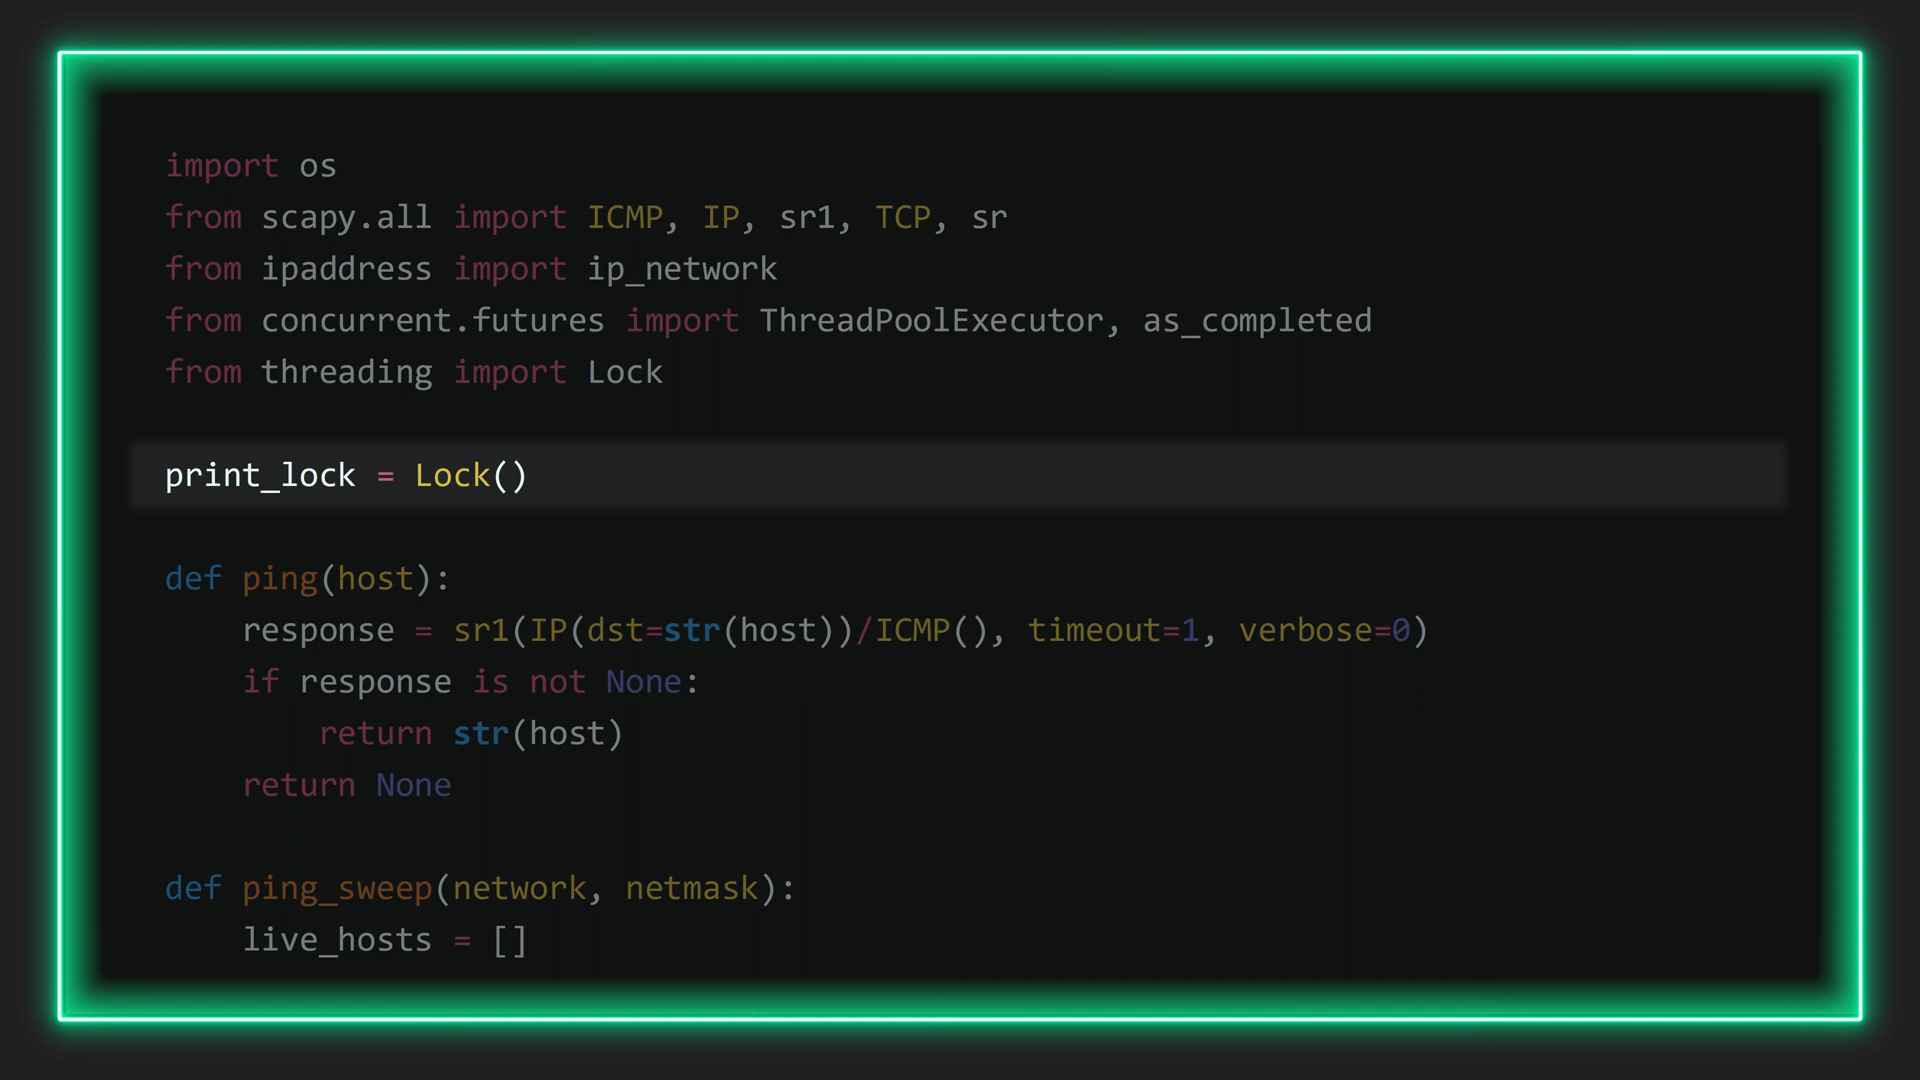 import os
from scapy.all import ICMP, IP, sr1, TCP, sr
from ipaddress import ip_network
from concurrent.futures import ThreadPoolExecutor, as_completed
from threading import Lock

print_lock = Lock()

def ping(host):
    response = sr1(IP(dst=str(host))/ICMP(), timeout=1, verbose=0)
    if response is not None:
        return str(host)
    return None

def ping_sweep(network, netmask):
    live_hosts = []